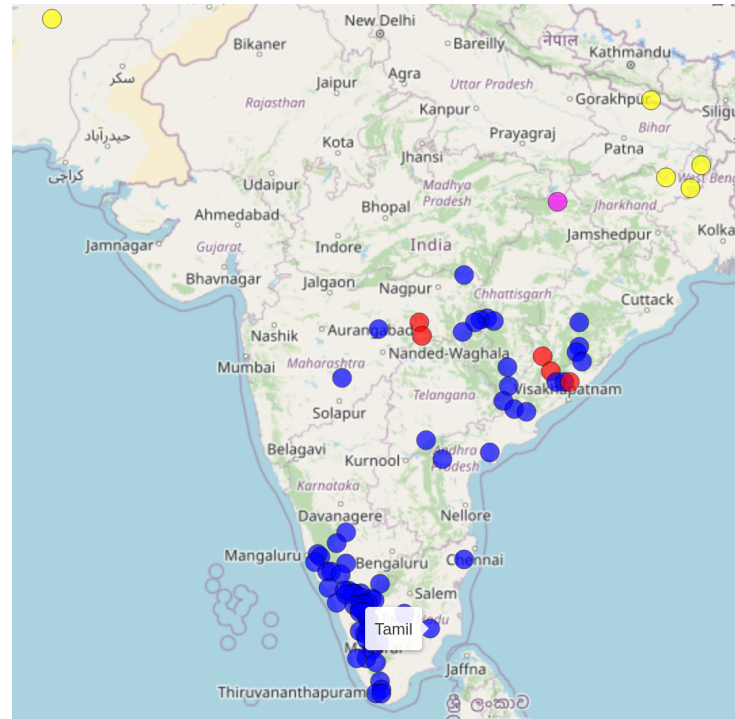 New Delhi
नेपाल
Bikaner
Bareilly
Kathmandu
سکر
Jaipur
Agra
Uttar Pradesh
Rajasthan
Kanpur
Gorakhpur
Siligu
Bihar
حیدرآباد
Kota
Prayagraj
Patna
Jhansi
کراچی
Udaipur
Madhya
Pradesh
West Beng
Jharkhand
Ahmedabad
Bhopal
Jamshedpur
Kolka
Jamnagar
Gujarat
Indore
India
Bhavnagar
Jalgaon
Nagpur
Chhattisgarh
Cuttack
Nashik
Aurangabad
Mumbai
Maharashtra
Nanded-Waghala
Visakhapatnam
Telangana
Solapur
Belagavi
Kurnool
Andhra
Pradesh
Karnataka
Davanagere
Nellore
Mangaluru
Bengaluru
Chennai
Salem
Tamil
Jaffna
Thiruvananthapuram
ශ්‍රී ලංකාව